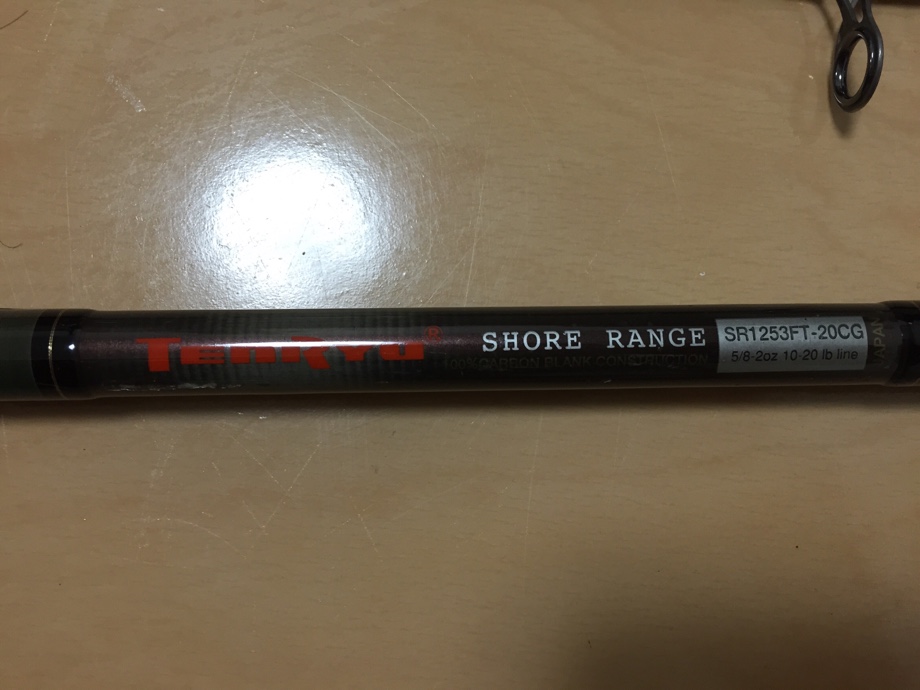 TenRyu®
SHORE RANGE
100% CARBON BLANK CONSTRUCTION
SR1253FT-20CG
5/8-2oz 10-20 lb line
JAPAN